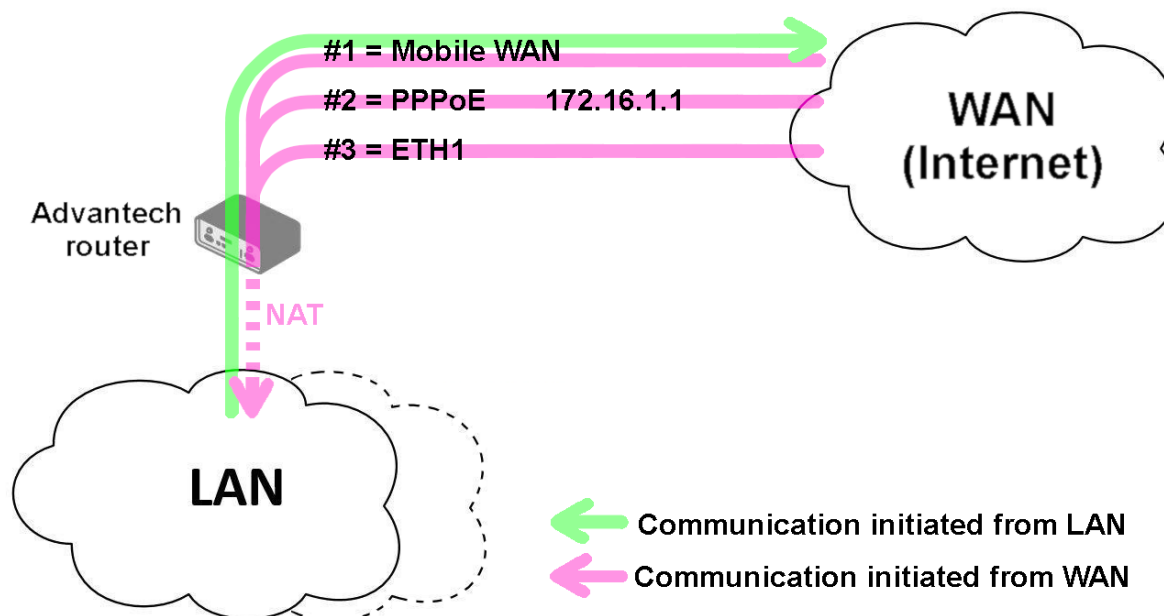 #1 = Mobile WAN
#2 = PPPoE 172.16.1.1
#3 = ETH1
WAN
(Internet)
Advantech
router
NAT
LAN
Communication initiated from LAN
Communication initiated from WAN